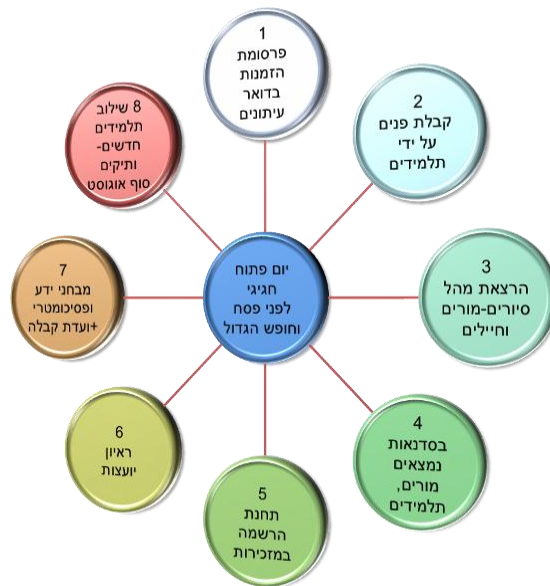 1
פרסומת
הזמנות
בדואר
עיתונים
2
קבלת פנים
על ידי
תלמידים
3
הרצאת מהל
סיורים-מורים
וחיילים
4
בסדנאות
נמצאים
מורים,
תלמידים
5
תחנת
הרשמה
במזכירות
6
ראיון
יועצות
7
מבחני ידע
ופסיכומטרי
+ועדת קבלה
8 שילוב
תלמידים
חדשים-
ותיקים
סוף אוגוסט
יום פתוח
חגיגי
לפני פסח
וחופש הגדול